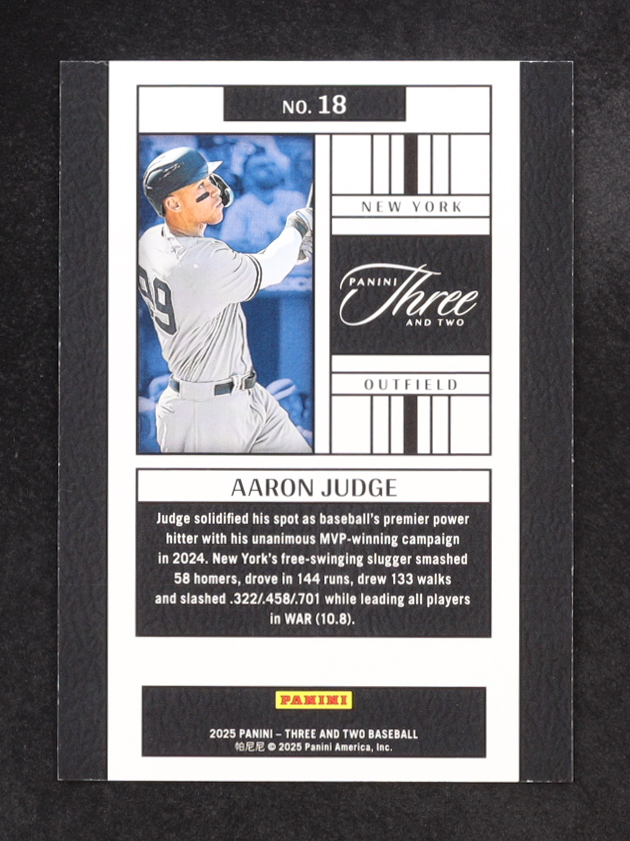 NO. 18
99
NEW YORK
PANINI
Three
AND TWO
OUTFIELD
AARON JUDGE
Judge solidified his spot as baseball's premier power
hitter with his unanimous MVP-winning campaign
in 2024. New York's free-swinging slugger smashed
58 homers, drove in 144 runs, drew 133 walks
and slashed .322/.458/.701 while leading all players
in WAR (10.8).
PANINI
2025 PANINI – THREE AND TWO BASEBALL
帕尼尼 © 2025 Panini America, Inc.